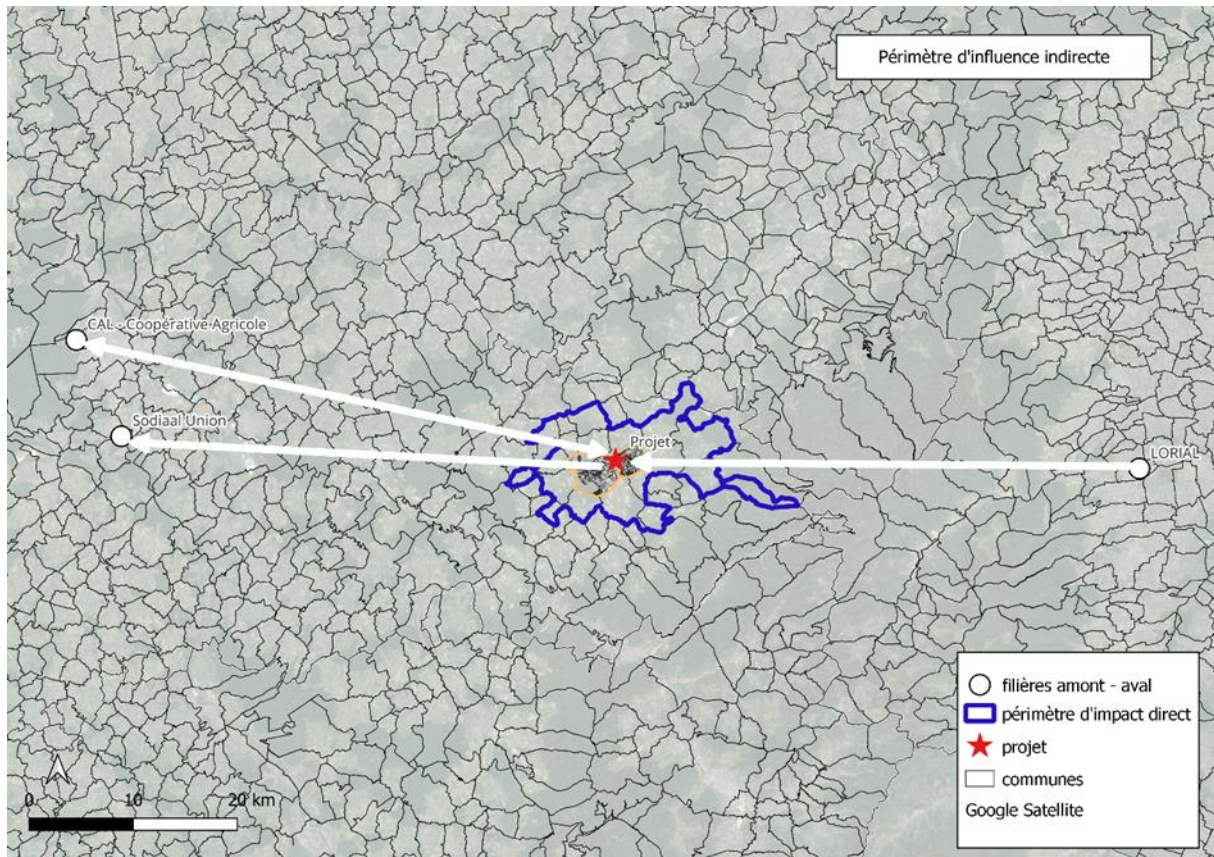 Périmètre d'influence indirecte
CAL - Coopérative Agricole
Sodiaal Union
Projet
LORIAL
filières amont - aval
périmètre d'impact direct
projet
communes
Google Satellite
0 10 20 km